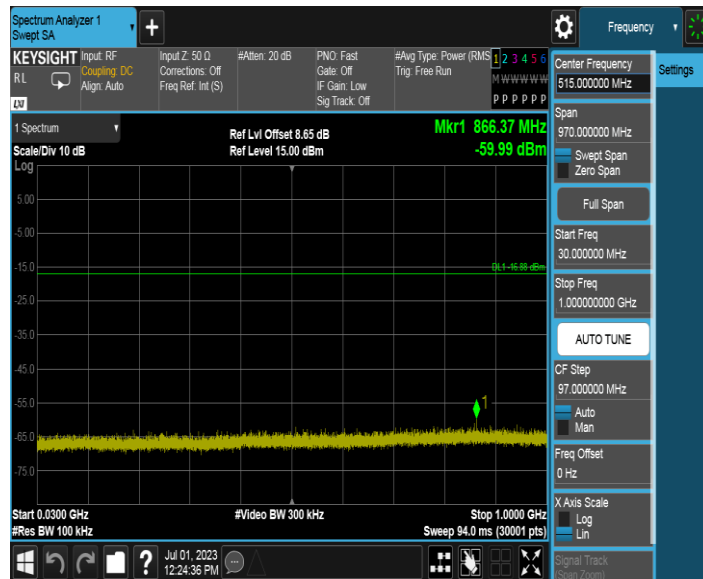 Spectrum Analyzer 1
Swept SA
+
Frequency
KEYSIGHT
RL
LXI
Input: RF
Coupling: DC
Align: Auto
Input Z: 50 Ω
Corrections: Off
Freq Ref: Int (S)
#Atten: 20 dB
PNO: Fast
Gate: Off
IF Gain: Low
Sig Track: Off
#Avg Type: Power (RMS
Trig: Free Run
1 2 3 4 5 6
M W W W W W
P P P P P P
Center Frequency
515.000000 MHz
Settings
Span
970.000000 MHz
Swept Span
Zero Span
Full Span
Start Freq
30.000000 MHz
Stop Freq
1.000000000 GHz
AUTO TUNE
CF Step
97.000000 MHz
Auto
Man
Freq Offset
0 Hz
X Axis Scale
Log
Lin
Signal Track
(Span Zoom)
1 Spectrum
Scale/Div 10 dB
Log
Ref Lvl Offset 8.65 dB
Ref Level 15.00 dBm
Mkr1 866.37 MHz
-59.99 dBm
5.00
-5.00
-15.0
DL1 -16.88 dBm
-25.0
-35.0
-45.0
-55.0
1
-65.0
-75.0
Start 0.0300 GHz
#Res BW 100 kHz
#Video BW 300 kHz
Stop 1.0000 GHz
Sweep 94.0 ms (30001 pts)
?
Jul 01, 2023
12:24:36 PM